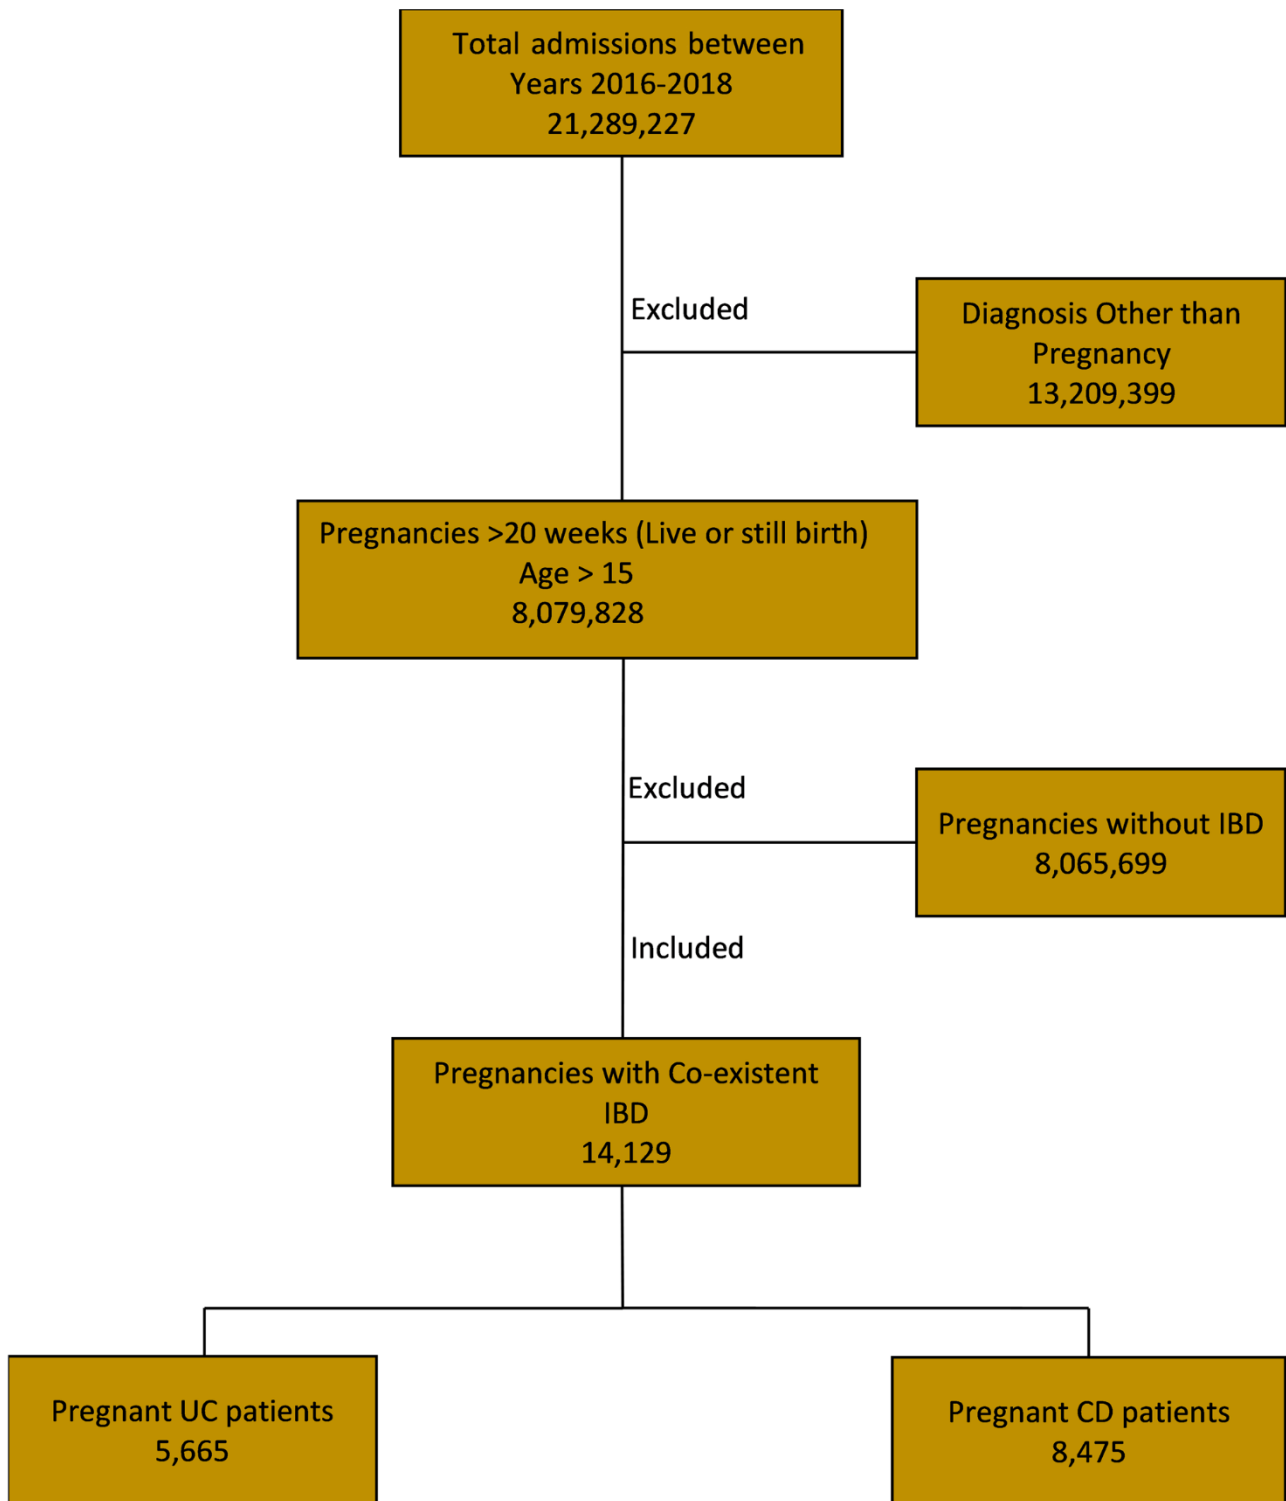 Total admissions between
Years 2016-2018
21,289,227
Excluded
Diagnosis Other than
Pregnancy
13,209,399
Pregnancies >20 weeks (Live or still birth)
Age > 15
8,079,828
Excluded
Pregnancies without IBD
8,065,699
Included
Pregnancies with Co-existent
IBD
14,129
Pregnant UC patients
5,665
Pregnant CD patients
8,475